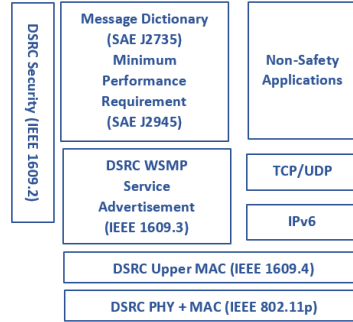 DSRC Security (IEEE 1609.2)
Message Dictionary
(SAE J2735)
Minimum
Performance
Requirement
(SAE J2945)
Non-Safety
Applications
DSRC WSMP
Service
Advertisement
(IEEE 1609.3)
TCP/UDP
IPv6
DSRC Upper MAC (IEEE 1609.4)
DSRC PHY + MAC (IEEE 802.11p)